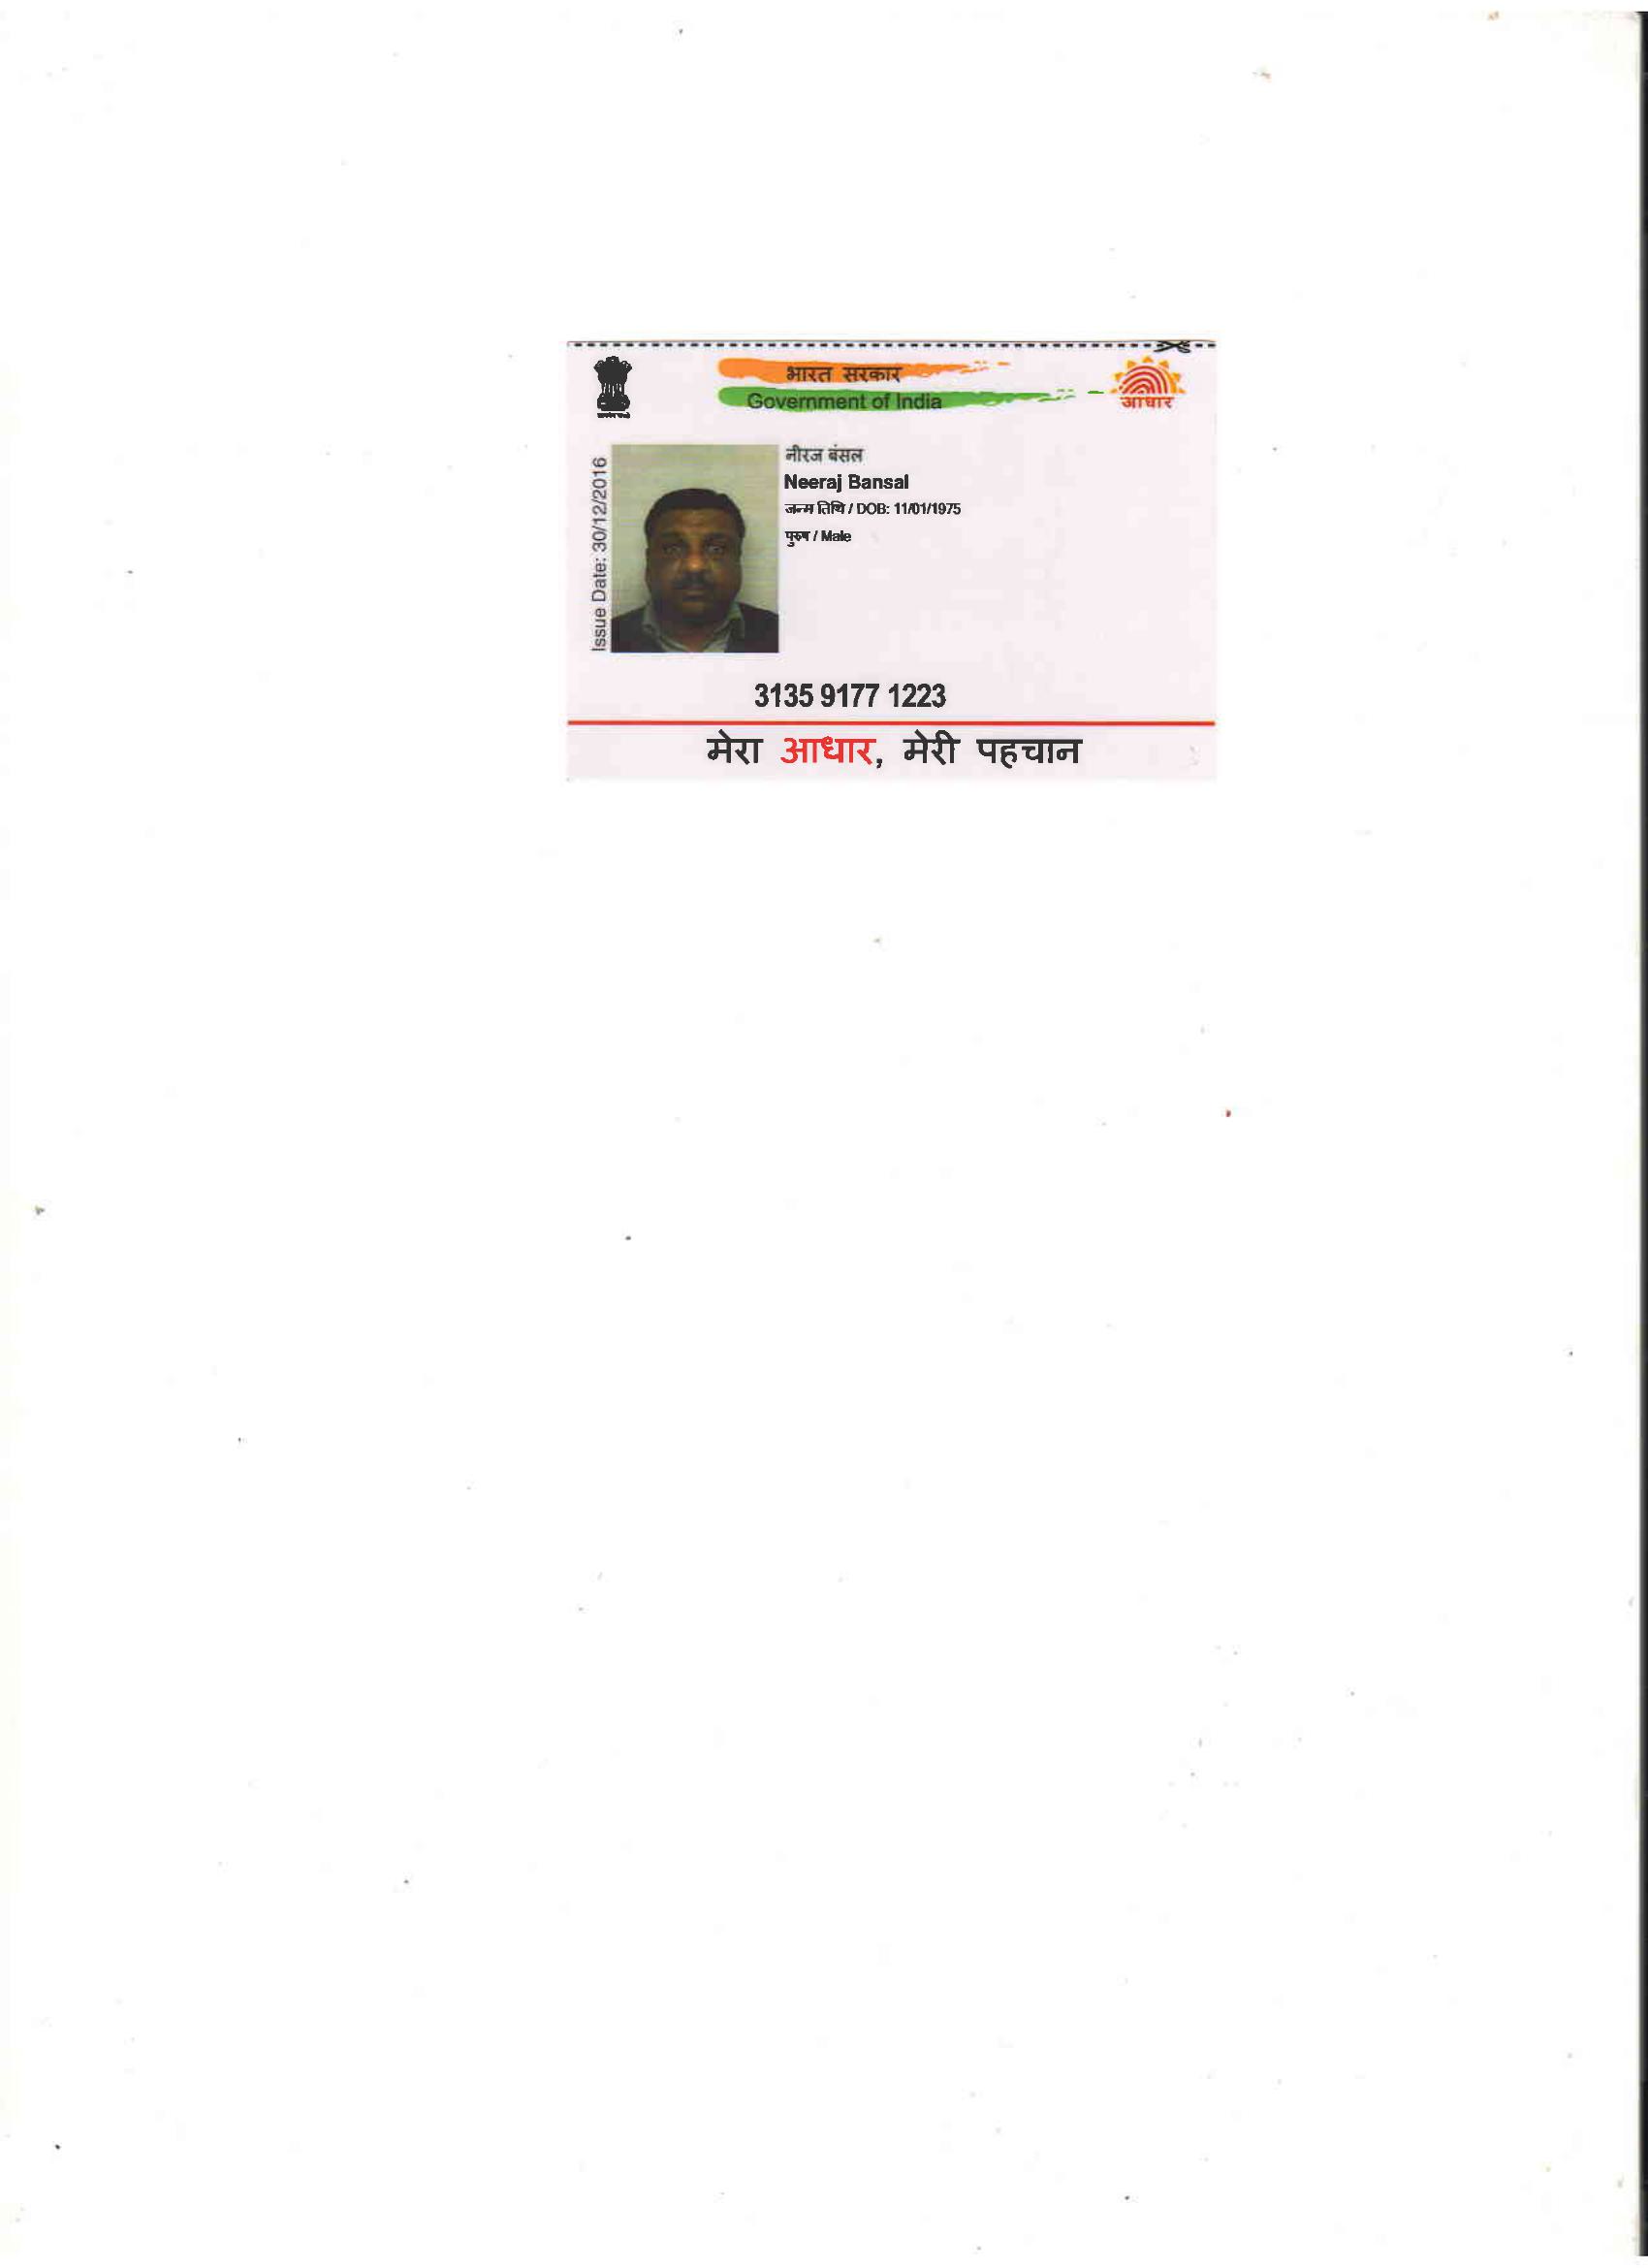 भारत सरकार
Government of India
आधार
Issue Date: 30/12/2016
नीरज बंसल
Neeraj Bansal
जन्म तिथि / DOB: 11/01/1975
पुरुष / Male
3135 9177 1223
मेरा आधार, मेरी पहचान